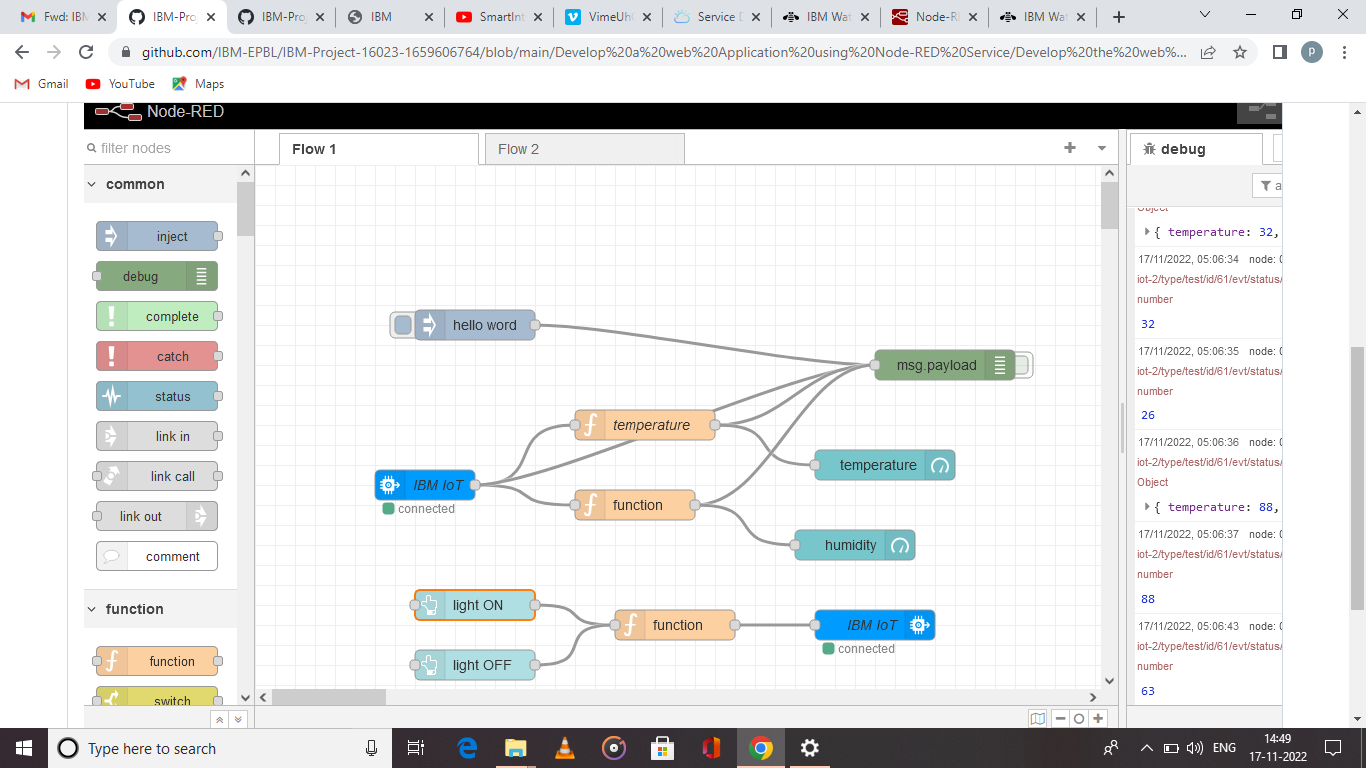 Fwd: IBM
IBM-Proj
IBM-Proj
IBM
SmartInt
VimeUhG
Service D
IBM Wat
Node-RE
IBM Wat
github.com/IBM-EPBL/IBM-Project-16023-1659606764/blob/main/Develop%20a%20web%20Application%20using%20Node-RED%20Service/Develop%20the%20web%...
P
Gmail
YouTube
Maps
Node-RED
filter nodes
Flow 1
Flow 2
debug
common
inject
debug
complete
catch
status
link in
link call
link out
comment
function
function
switch
hello word
msg.payload
temperature
temperature
IBM IoT
connected
function
humidity
light ON
function
IBM IoT
connected
light OFF
a
Object
{ temperature: 32,
17/11/2022, 05:06:34 node: 0
iot-2/type/test/id/61/evt/status/
number
32
17/11/2022, 05:06:35 node: 0
iot-2/type/test/id/61/evt/status/
number
26
17/11/2022, 05:06:36 node: 0
iot-2/type/test/id/61/evt/status/
Object
{ temperature: 88,
17/11/2022, 05:06:37 node: 0
iot-2/type/test/id/61/evt/status/
number
88
17/11/2022, 05:06:43 node: 0
iot-2/type/test/id/61/evt/status/
number
63
Type here to search
ENG
14:49
17-11-2022